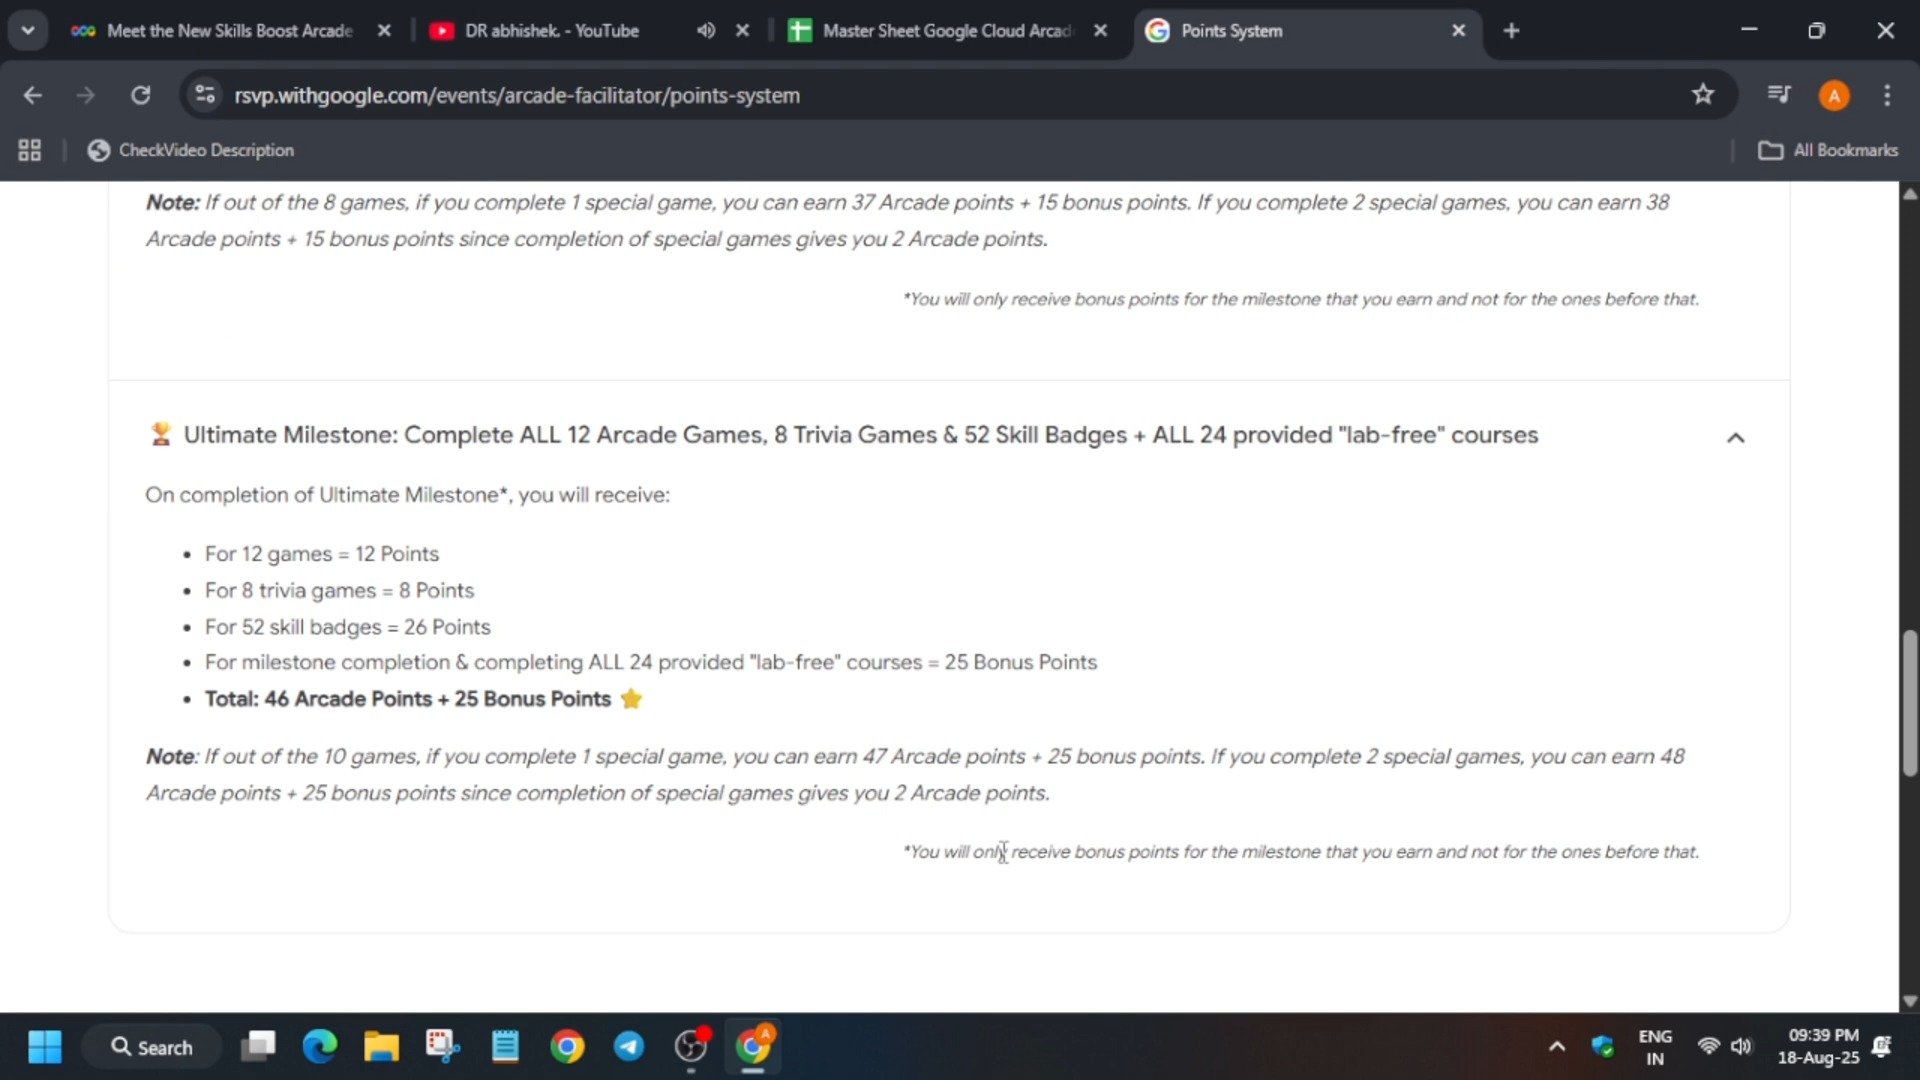 Meet the New Skills Boost Arcade
DR abhishek. - YouTube
Master Sheet Google Cloud Arcad
Points System
rsvp.withgoogle.com/events/arcade-facilitator/points-system
A
CheckVideo Description
All Bookmarks
Note: If out of the 8 games, if you complete 1 special game, you can earn 37 Arcade points + 15 bonus points. If you complete 2 special games, you can earn 38
Arcade points + 15 bonus points since completion of special games gives you 2 Arcade points.
*You will only receive bonus points for the milestone that you earn and not for the ones before that.
Ultimate Milestone: Complete ALL 12 Arcade Games, 8 Trivia Games & 52 Skill Badges + ALL 24 provided "lab-free" courses
On completion of Ultimate Milestone*, you will receive:
• For 12 games = 12 Points
• For 8 trivia games = 8 Points
• For 52 skill badges = 26 Points
• For milestone completion & completing ALL 24 provided "lab-free" courses = 25 Bonus Points
• Total: 46 Arcade Points + 25 Bonus Points
Note: If out of the 10 games, if you complete 1 special game, you can earn 47 Arcade points + 25 bonus points. If you complete 2 special games, you can earn 48
Arcade points + 25 bonus points since completion of special games gives you 2 Arcade points.
*You will only receive bonus points for the milestone that you earn and not for the ones before that.
Search
A
ENG
IN
09:39 PM
18-Aug-25